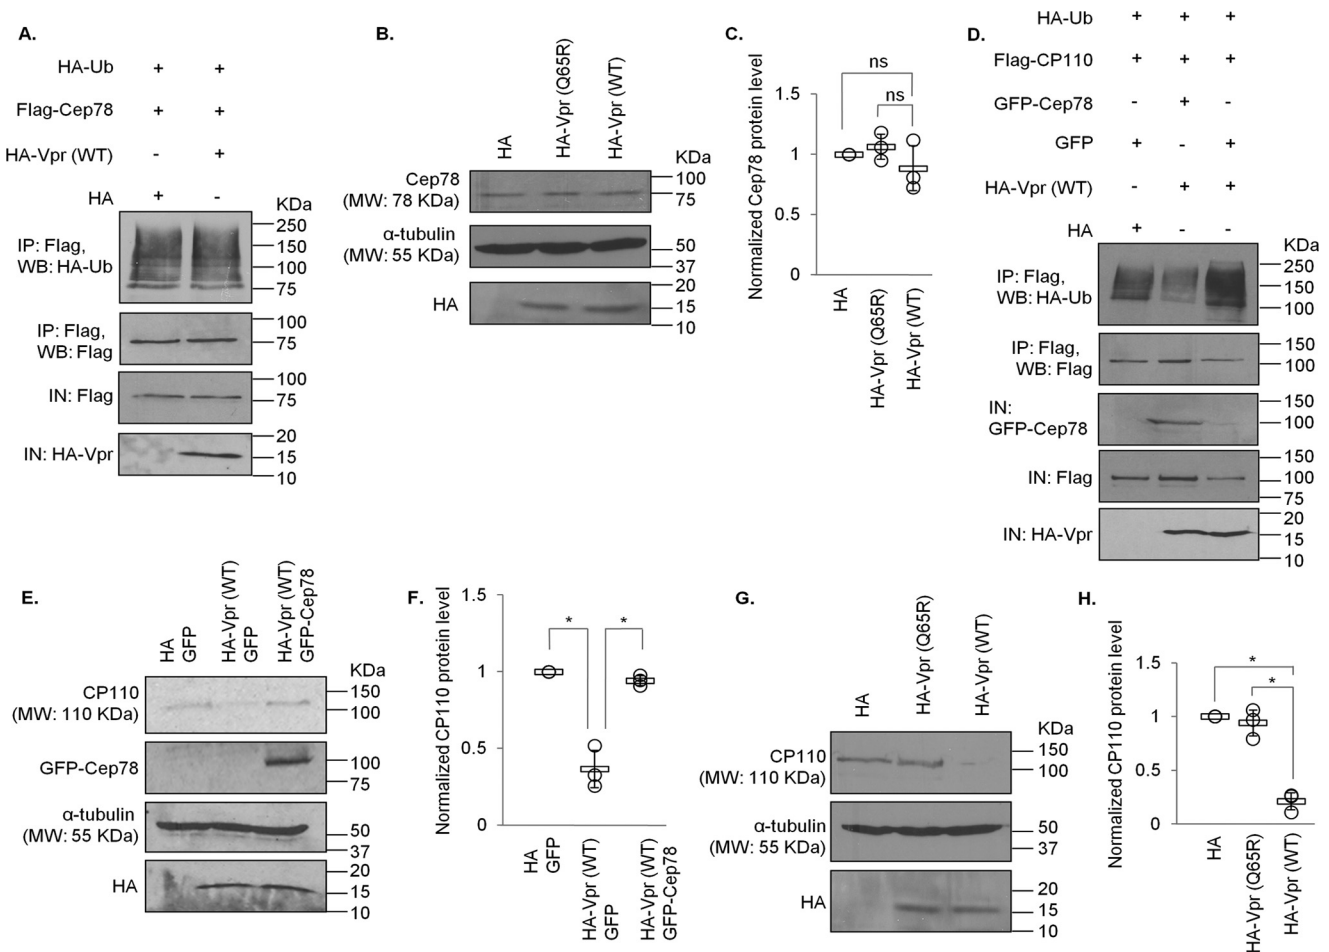 A.
HA-Ub + +
Flag-Cep78 + +
HA-Vpr (WT) - +
HA + -
KDa
IP: Flag,
WB: HA-Ub
250
150
100
75
IP: Flag,
WB: Flag
100
75
IN: Flag
100
75
IN: HA-Vpr
20
15
10
B.
HA
HA-Vpr (Q65R)
HA-Vpr (WT)
KDa
Cep78
(MW: 78 KDa)
100
75
α-tubulin
(MW: 55 KDa)
50
37
HA
20
15
10
C.
Normalized Cep78 protein level
1.5
1
0.5
0
ns
ns
HA
HA-Vpr (Q65R)
HA-Vpr (WT)
D.
HA-Ub + + +
Flag-CP110 + + +
GFP-Cep78 - + -
GFP + - +
HA-Vpr (WT) - + +
HA + - -
KDa
IP: Flag,
WB: HA-Ub
250
150
100
IP: Flag,
WB: Flag
150
100
IN:
GFP-Cep78
150
100
IN: Flag
150
100
75
IN: HA-Vpr
20
15
10
E.
HA
GFP
HA-Vpr (WT)
GFP
HA-Vpr (WT)
GFP-Cep78
KDa
CP110
(MW: 110 KDa)
150
100
GFP-Cep78
100
75
α-tubulin
(MW: 55 KDa)
50
37
HA
20
15
10
F.
Normalized CP110 protein level
1.5
1
0.5
0
* *
HA
GFP
HA-Vpr (WT)
GFP
HA-Vpr (WT)
GFP-Cep78
G.
HA
HA-Vpr (Q65R)
HA-Vpr (WT)
KDa
CP110
(MW: 110 KDa)
150
100
α-tubulin
(MW: 55 KDa)
50
37
HA
20
15
10
H.
Normalized CP110 protein level
1.5
1
0.5
0
*
*
HA
HA-Vpr (Q65R)
HA-Vpr (WT)